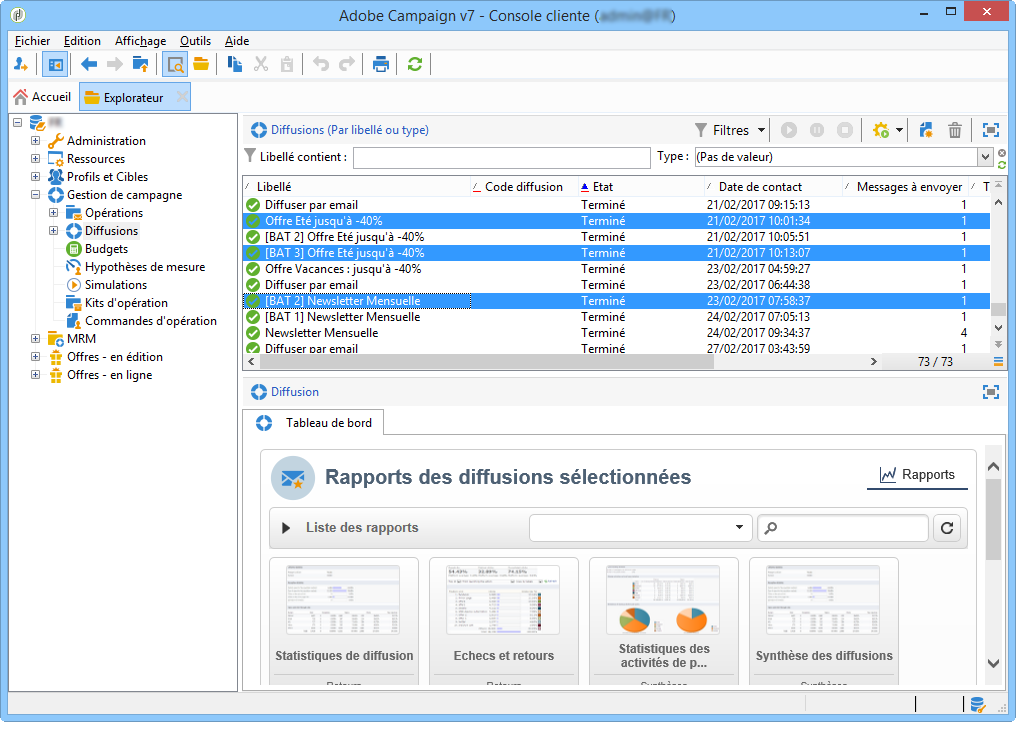 Adobe Campaign v7 - Console cliente (
Fichier Edition Affichage Outils Aide
Accueil Explorateur
Administration
Ressources
Profils et Cibles
Gestion de campagne
Opérations
Diffusions
Budgets
Hypothèses de mesure
Simulations
Kits d'opération
Commandes d'opération
MRM
Offres - en édition
Offres - en ligne
Diffusions (Par libellé ou type) Filtres
Libellé contient : Type : (Pas de valeur)
Libellé Code diffusion Etat Date de contact Messages à envoyer T
Diffuser par email Terminé 21/02/2017 09:15:13 1
Offre Eté jusqu'à -40% Terminé 21/02/2017 10:01:34 1
[BAT 2] Offre Eté jusqu'à -40% Terminé 21/02/2017 10:05:51 1
[BAT 3] Offre Eté jusqu'à -40% Terminé 21/02/2017 10:13:07 1
Offre Vacances : jusqu'à -40% Terminé 23/02/2017 04:59:27 1
Diffuser par email Terminé 23/02/2017 06:44:38 1
[BAT 2] Newsletter Mensuelle Terminé 23/02/2017 07:58:37 1
[BAT 1] Newsletter Mensuelle Terminé 24/02/2017 07:05:13 1
Newsletter Mensuelle Terminé 24/02/2017 09:34:37 4
Diffuser par email Terminé 27/02/2017 03:43:59 1
73 / 73
Diffusion
Tableau de bord
Rapports des diffusions sélectionnées Rapports
Liste des rapports
Statistiques de diffusion
Echecs et retours
Statistiques des
activités de p...
Synthèse des diffusions